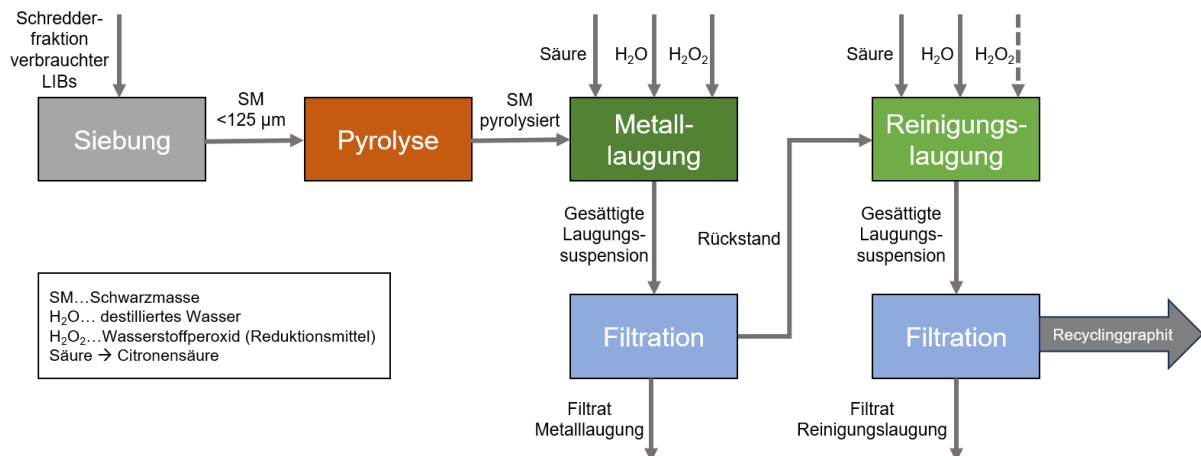 Schredder-
fraktion
verbrauchter
LIBs
Siebung
SM
<125 µm
Pyrolyse
SM
pyrolysiert
Säure
H₂O
H₂O₂
Metall-
laugung
Säure
H₂O
H₂O₂
Reinigungs-
laugung
Gesättigte
Laugungs-
suspension
Rückstand
Gesättigte
Laugungs-
suspension
SM…Schwarzmasse
H₂O… destilliertes Wasser
H₂O₂…Wasserstoffperoxid (Reduktionsmittel)
Säure → Citronensäure
Filtration
Filtration
Recyclinggraphit
Filtrat
Metalllaugung
Filtrat
Reinigungslaugung